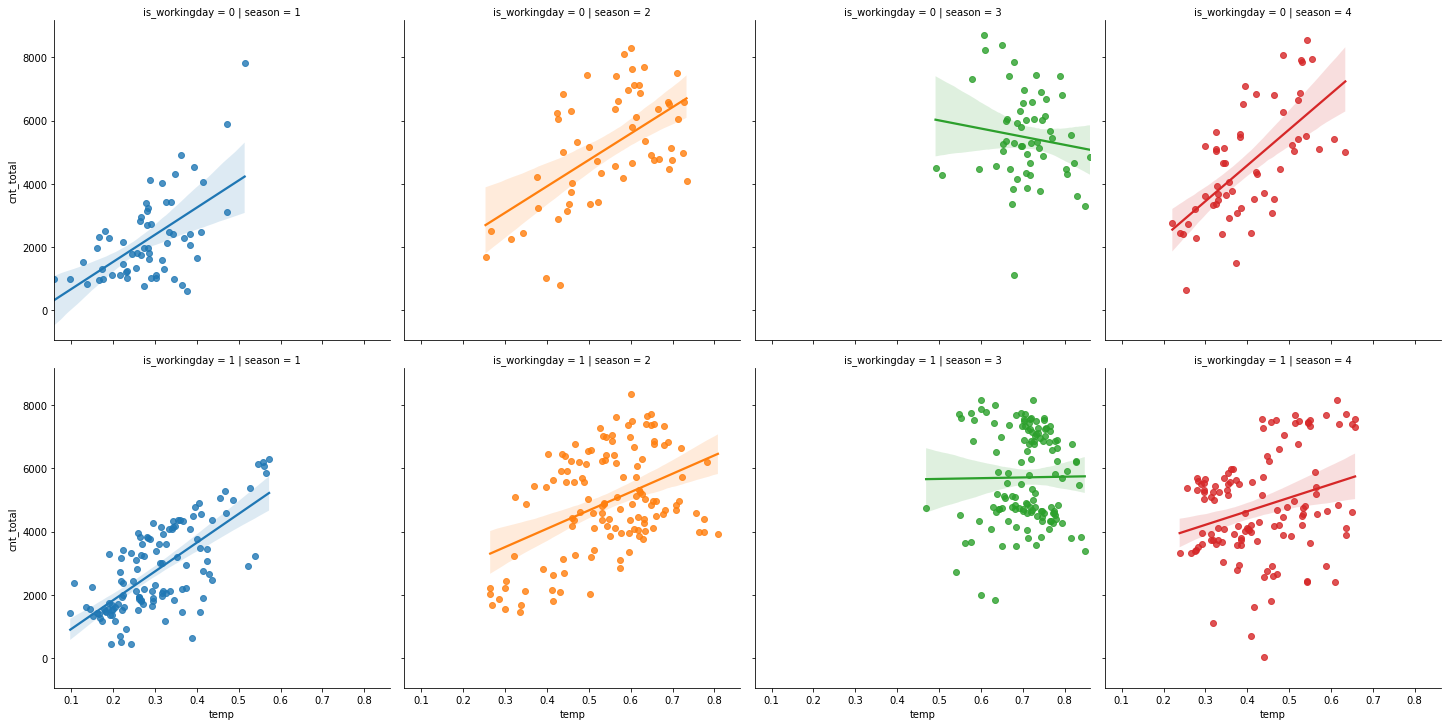 is_workingday = 0 | season = 1
is_workingday = 0 | season = 2
is_workingday = 0 | season = 3
is_workingday = 0 | season = 4
8000
6000
4000
2000
0
cnt_total
is_workingday = 1 | season = 1
is_workingday = 1 | season = 2
is_workingday = 1 | season = 3
is_workingday = 1 | season = 4
8000
6000
4000
2000
0
cnt_total
0.1 0.2 0.3 0.4 0.5 0.6 0.7 0.8
0.1 0.2 0.3 0.4 0.5 0.6 0.7 0.8
0.1 0.2 0.3 0.4 0.5 0.6 0.7 0.8
0.1 0.2 0.3 0.4 0.5 0.6 0.7 0.8
temp
temp
temp
temp